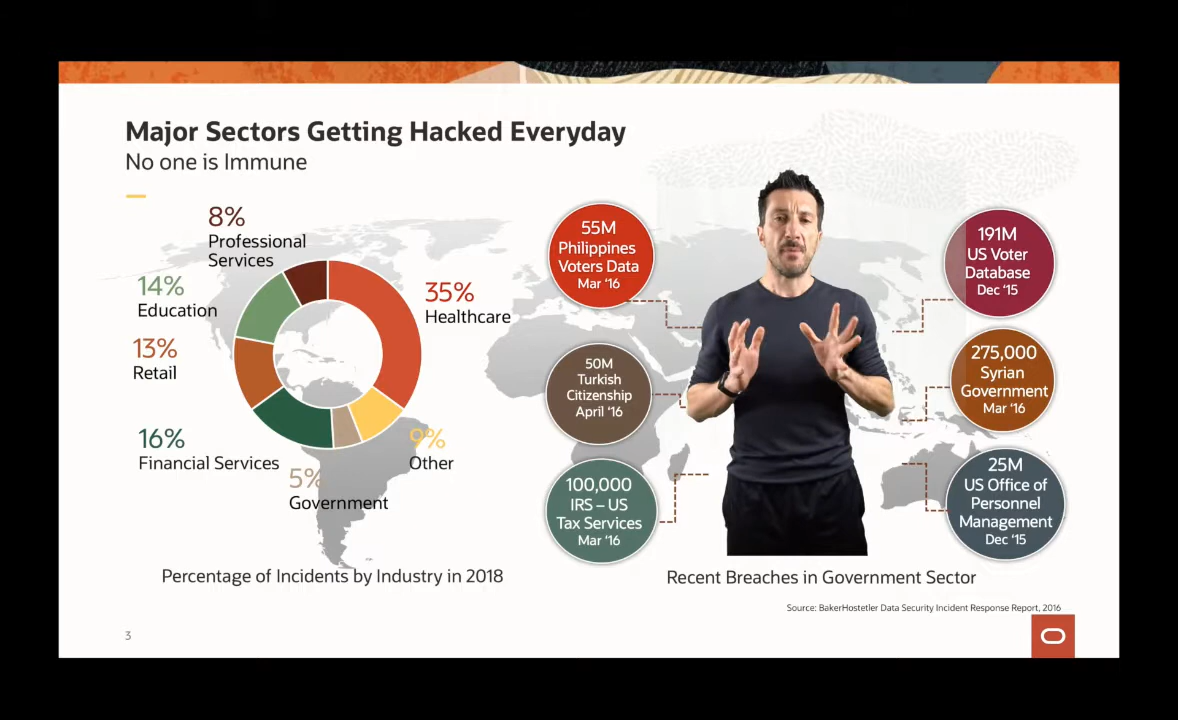 Major Sectors Getting Hacked Everyday
No one is Immune
8%
Professional
Services
14%
Education
13%
Retail
16%
Financial Services
5%
Government
9%
Other
35%
Healthcare
Percentage of Incidents by Industry in 2018
55M
Philippines
Voters Data
Mar ‘16
50M
Turkish
Citizenship
April ‘16
100,000
IRS – US
Tax Services
Mar ‘16
191M
US Voter
Database
Dec ‘15
275,000
Syrian
Government
Mar ‘16
25M
US Office of
Personnel
Management
Dec ‘15
Recent Breaches in Government Sector
Source: BakerHostetler Data Security Incident Response Report, 2016
3